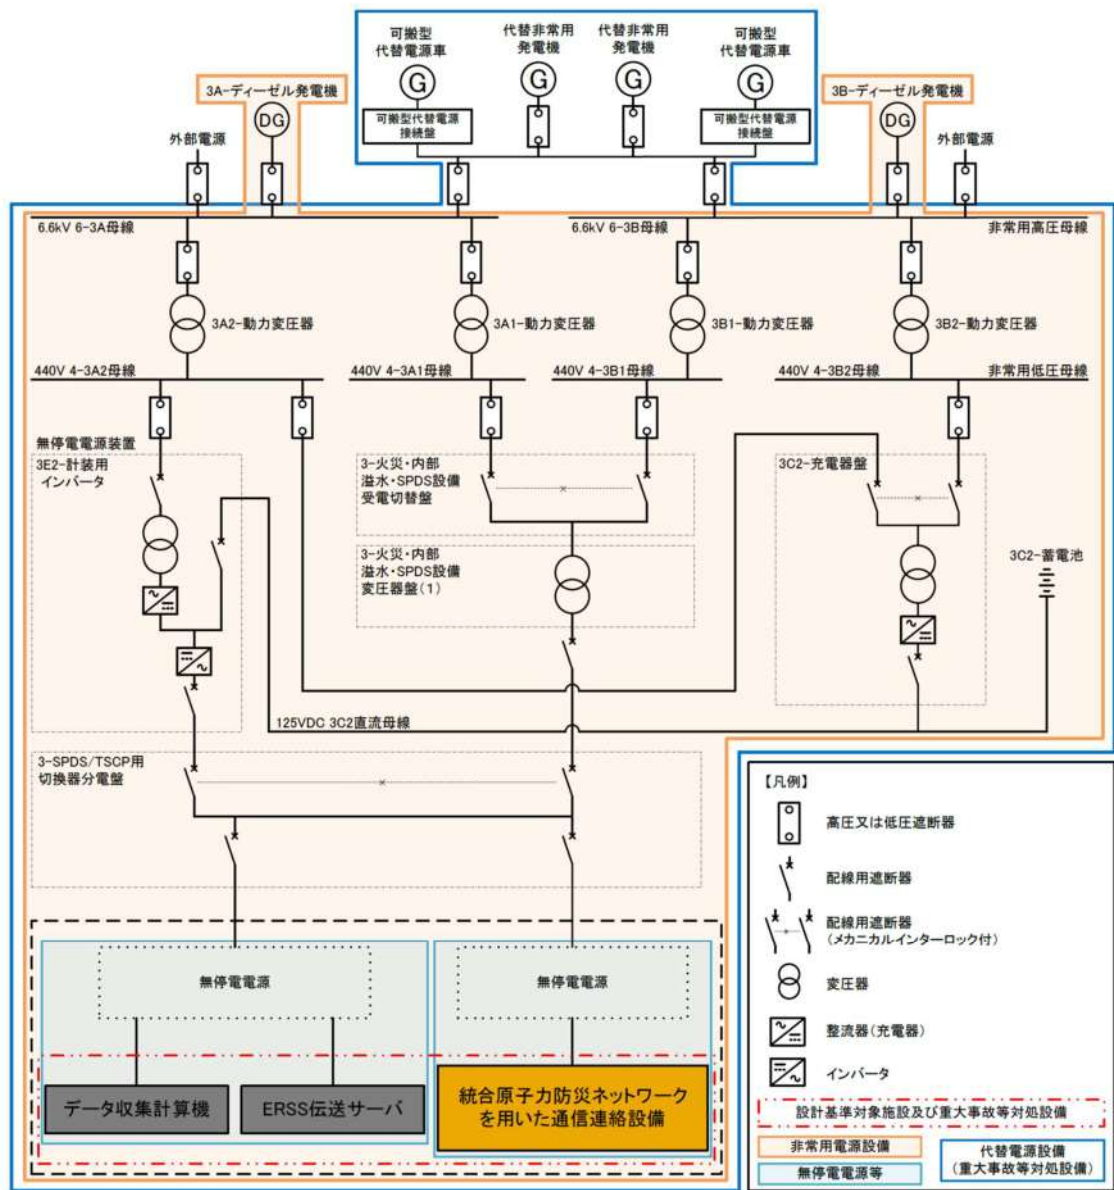 可搬型
代替電源車
代替非常用
発電機
代替非常用
発電機
可搬型
代替電源車
G
G
G
G
3A-ディーゼル発電機
3B-ディーゼル発電機
DG
DG
可搬型代替電源
接続盤
可搬型代替電源
接続盤
外部電源
外部電源
6.6kV 6-3A母線
6.6kV 6-3B母線
非常用高圧母線
3A2-動力変圧器
3A1-動力変圧器
3B1-動力変圧器
3B2-動力変圧器
440V 4-3A2母線
440V 4-3A1母線
440V 4-3B1母線
440V 4-3B2母線
非常用低圧母線
無停電電源装置
3E2-計装用
インバータ
3-火災・内部
溢水・SPDS設備
受電切替盤
3C2-充電器盤
3-火災・内部
溢水・SPDS設備
変圧器盤(1)
3C2-蓄電池
125VDC 3C2直流母線
3-SPDS/TSCP用
切換器分電盤
無停電電源
無停電電源
データ収集計算機
ERSS伝送サーバ
統合原子力防災ネットワーク
を用いた通信連絡設備
【凡例】
高圧又は低圧遮断器
配線用遮断器
配線用遮断器
(メカニカルインターロック付)
変圧器
整流器(充電器)
インバータ
設計基準対象施設及び重大事故等対処設備
非常用電源設備
無停電電源等
代替電源設備
(重大事故等対処設備)